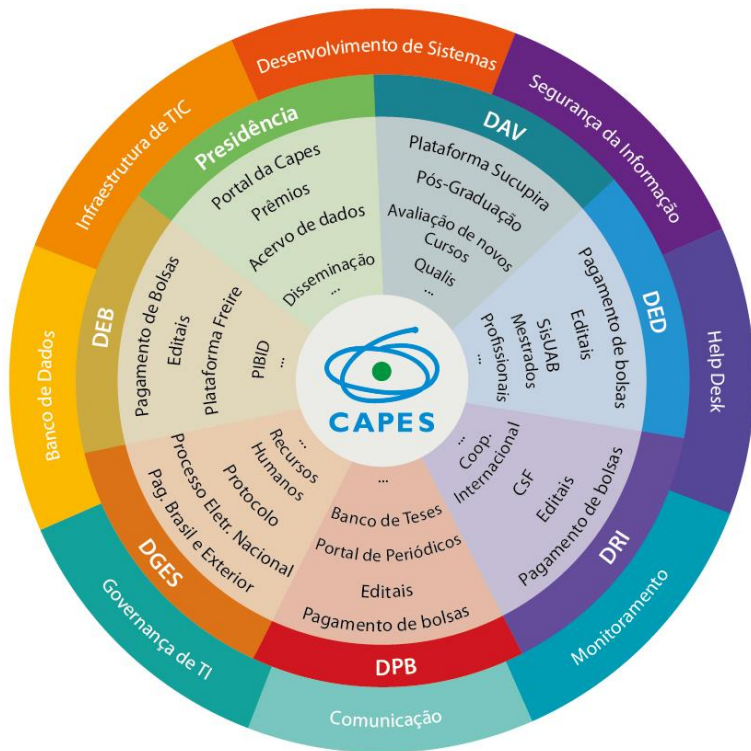 Desenvolvimento de Sistemas
Segurança da Informação
Help Desk
Monitoramento
Comunicação
Governança de TI
Banco de Dados
Infraestrutura de TIC
Presidência
Portal da Capes
Prêmios
Acervo de dados
Disseminação
...
DAV
Plataforma Sucupira
Pós-Graduação
Avaliação de novos
Cursos
Qualis
...
DED
Pagamento de bolsas
Editais
SisUAB
Mestrados
Profissionais
...
DRI
Pagamento de bolsas
Editais
CsF
Coop.
Internacional
...
DPB
...
Banco de Teses
Portal de Periódicos
Editais
Pagamento de bolsas
DGES
Recursos
Humanos
Protocolo
Processo Eletr. Nacional
Pag. Brasil e Exterior
...
DEB
Pagamento de Bolsas
Editais
Plataforma Freire
PIBID
...
CAPES